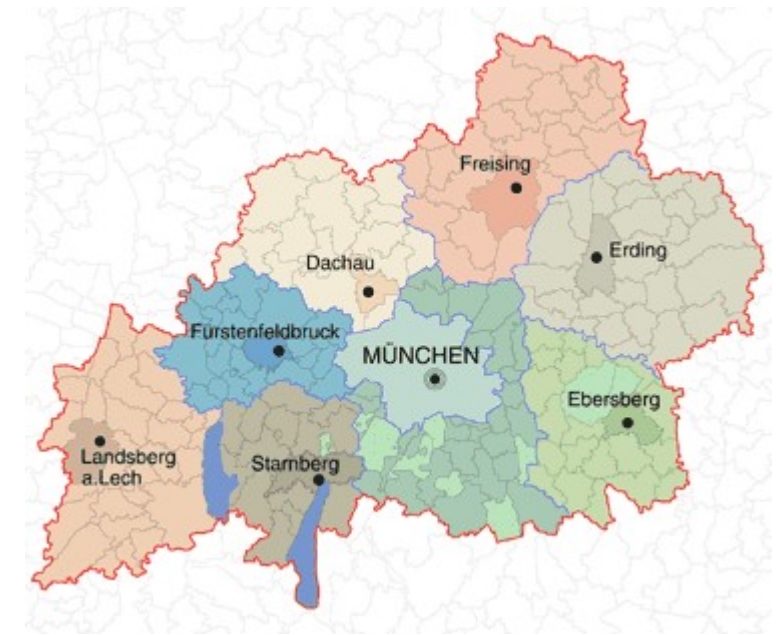 Freising
Erding
Dachau
Fürstenfeldbruck
MÜNCHEN
Ebersberg
Landsberg
a.Lech
Starnberg